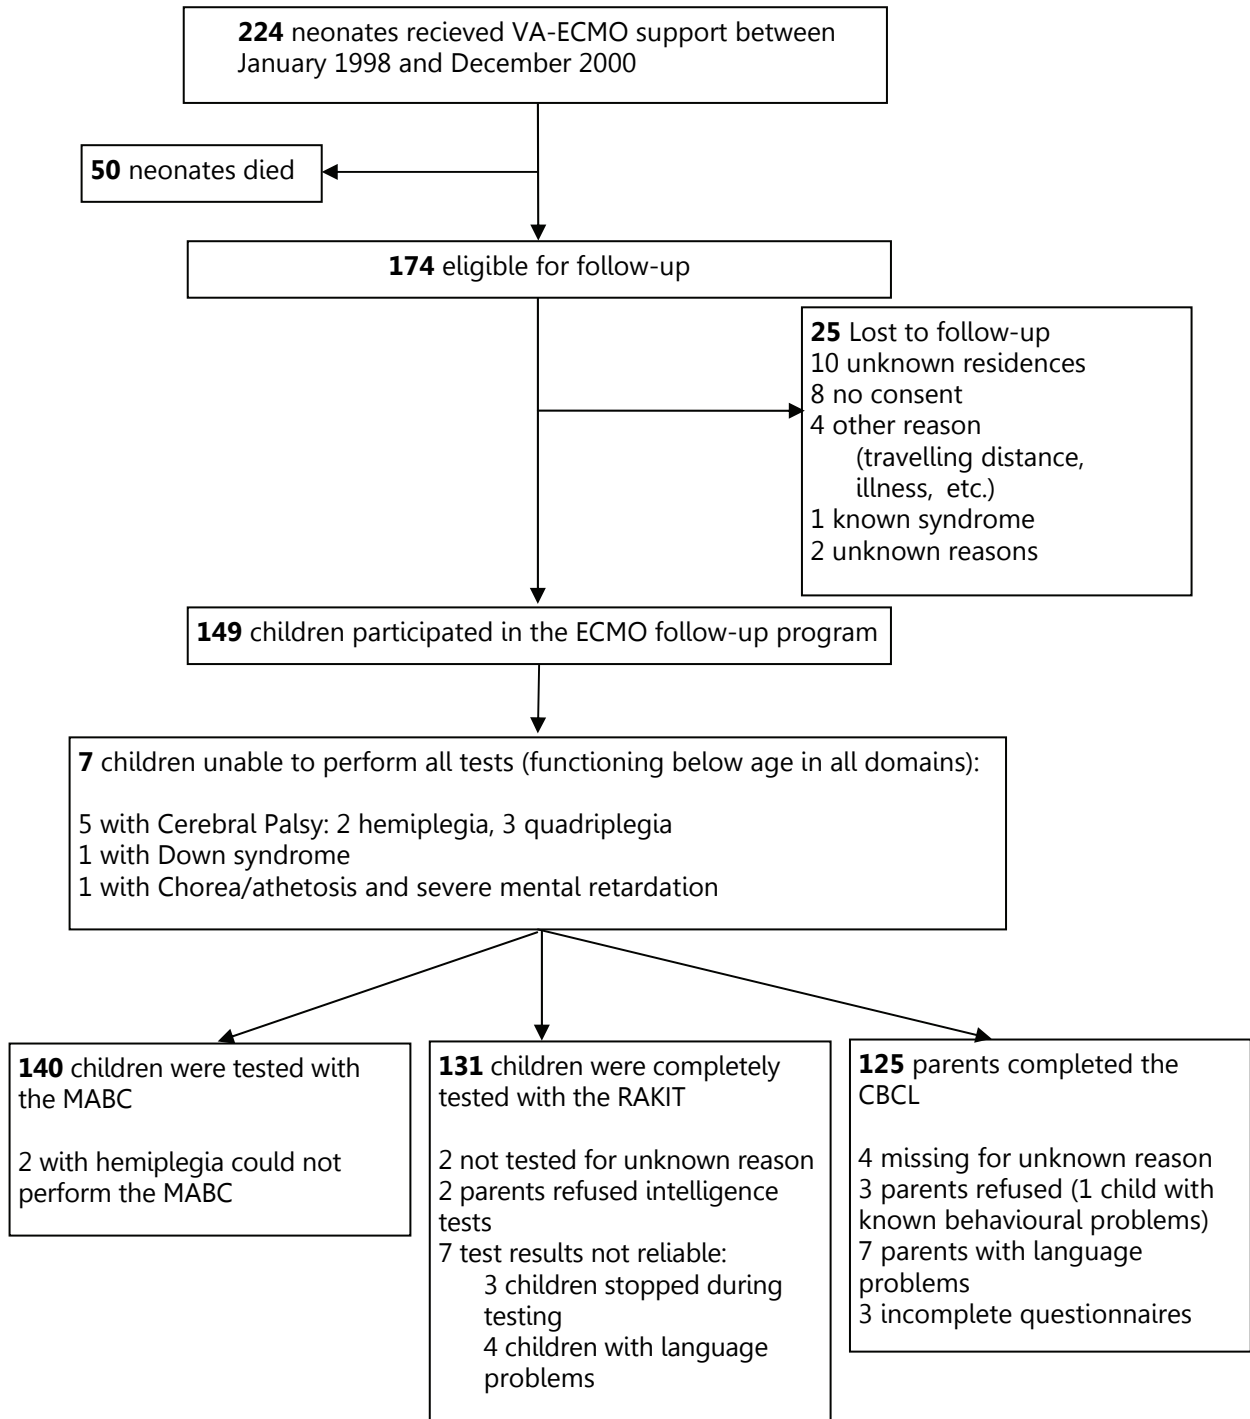 224 neonates recieved VA-ECMO support between
January 1998 and December 2000
50 neonates died
174 eligible for follow-up
25 Lost to follow-up
10 unknown residences
8 no consent
4 other reason
(travelling distance,
illness, etc.)
1 known syndrome
2 unknown reasons
149 children participated in the ECMO follow-up program
7 children unable to perform all tests (functioning below age in all domains):
5 with Cerebral Palsy: 2 hemiplegia, 3 quadriplegia
1 with Down syndrome
1 with Chorea/athetosis and severe mental retardation
140 children were tested with
the MABC
2 with hemiplegia could not
perform the MABC
131 children were completely
tested with the RAKIT
2 not tested for unknown reason
2 parents refused intelligence
tests
7 test results not reliable:
3 children stopped during
testing
4 children with language
problems
125 parents completed the
CBCL
4 missing for unknown reason
3 parents refused (1 child with
known behavioural problems)
7 parents with language
problems
3 incomplete questionnaires